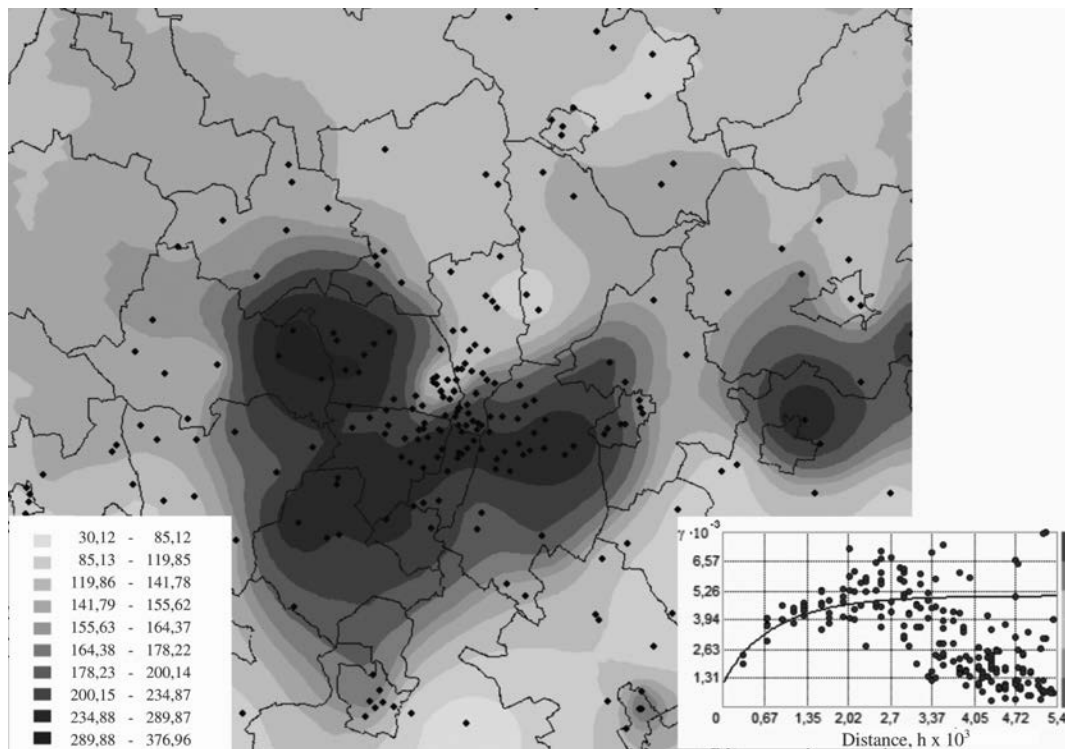 30,12 - 85,12
85,13 - 119,85
119,86 - 141,78
141,79 - 155,62
155,63 - 164,37
164,38 - 178,22
178,23 - 200,14
200,15 - 234,87
234,88 - 289,87
289,88 - 376,96
γ·10⁻³
6,57
5,26
3,94
2,63
1,31
0 0,67 1,35 2,02 2,7 3,37 4,05 4,72 5,4
Distance, h x 10³